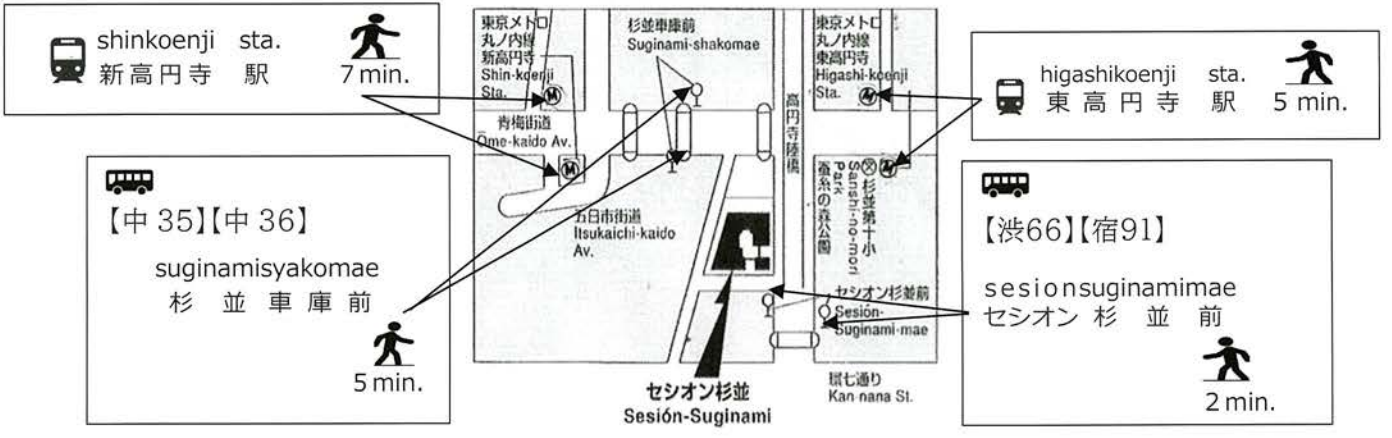 shinkoenji sta.
新高円寺 駅
7 min.
【中 35】【中 36】
suginamisyakomae
杉 並 車 庫 前
5 min.
東京メトロ
丸ノ内線
新高円寺
Shin-koenji
Sta.
杉並車庫前
Suginami-shakomae
東京メトロ
丸ノ内線
東高円寺
Higashi-koenji
Sta.
青梅街道
Ōme-kaido Av.
高円寺陸橋
五日市街道
Itsukaichi-kaido
Av.
杉並第十小
Sanshi-no-mori
Park
蚕糸の森公園
セシオン杉並前
Sesión-
Suginami-mae
環七通り
Kan-nana St.
セシオン杉並
Sesión-Suginami
higashikoenji sta.
東 高 円 寺 駅
5 min.
【渋66】【宿91】
sesionsuginamimae
セシオン 杉 並 前
2 min.